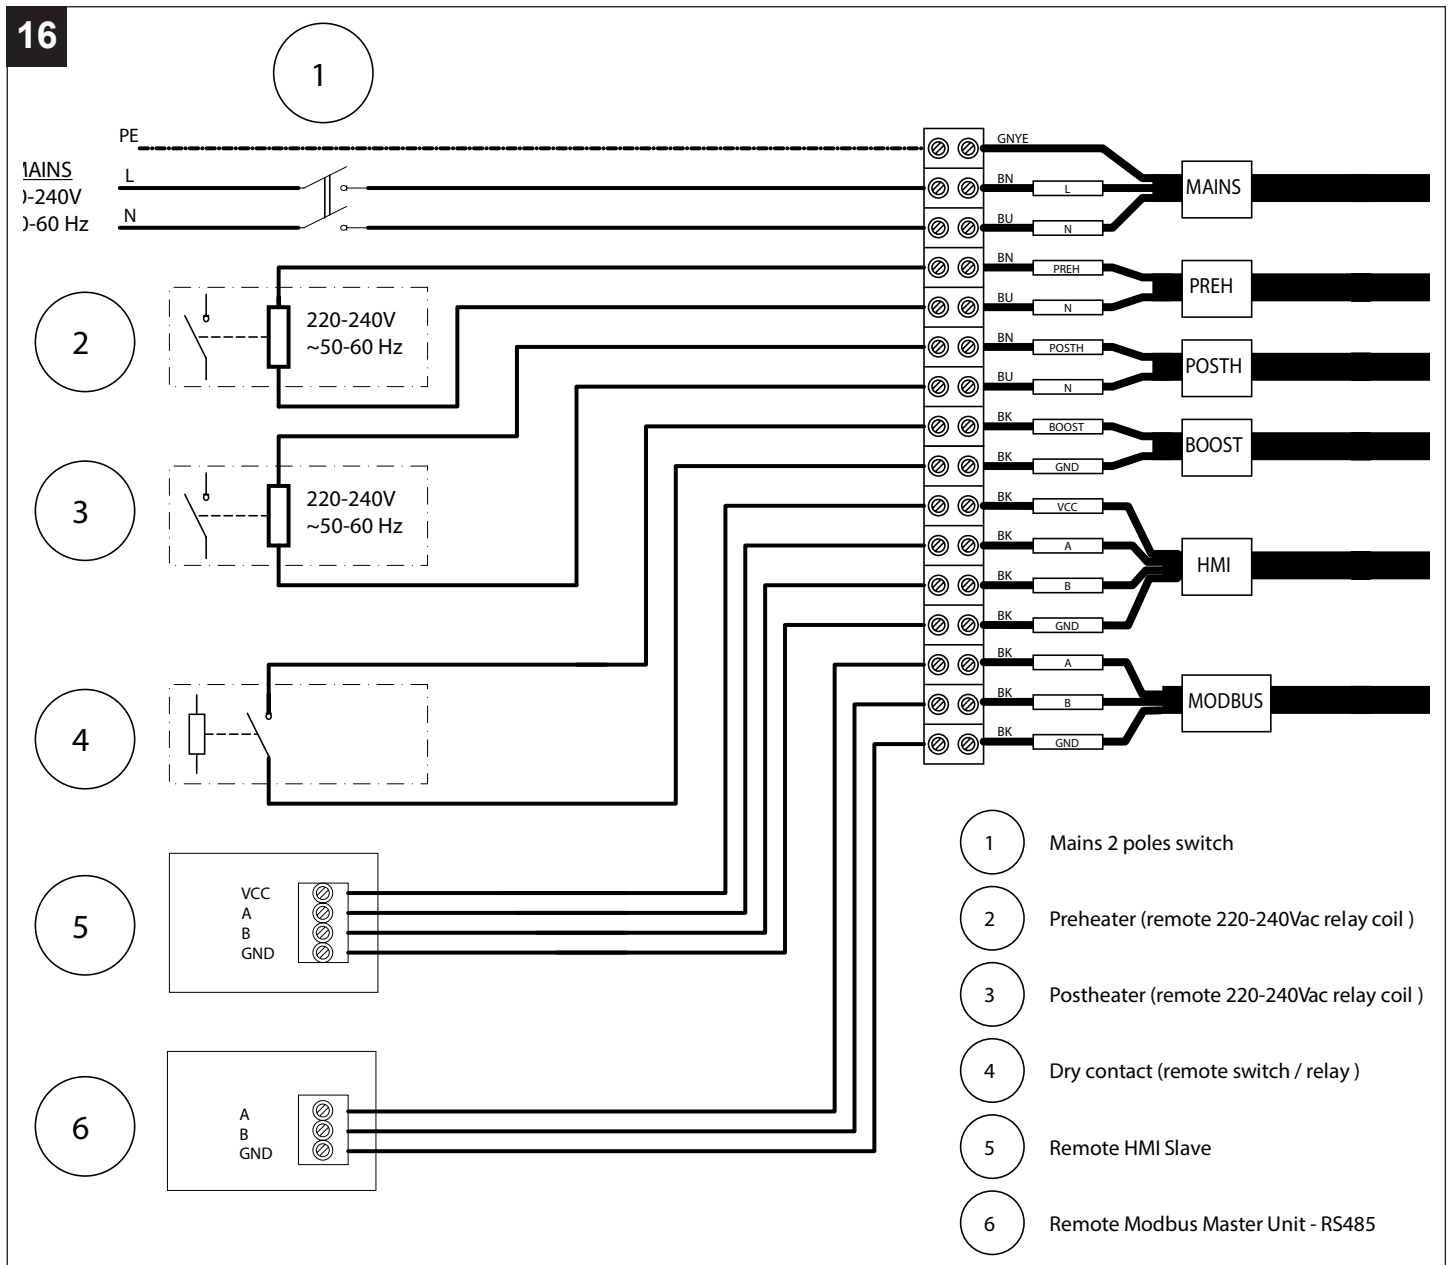 16
1
PE
L
N
)-240V
)-60 Hz
GNYE
BN
L
BU
N
MAINS
BN
PREH
BU
N
PREH
BN
POSTH
BU
N
POSTH
BK
BOOST
BK
GND
BOOST
BK
VCC
BK
A
BK
B
BK
GND
HMI
BK
A
BK
B
BK
GND
MODBUS
2
220-240V
~50-60 Hz
3
220-240V
~50-60 Hz
4
5
VCC
A
B
GND
6
A
B
GND
1 Mains 2 poles switch
2 Preheater (remote 220-240Vac relay coil )
3 Postheater (remote 220-240Vac relay coil )
4 Dry contact (remote switch / relay )
5 Remote HMI Slave
6 Remote Modbus Master Unit - RS485